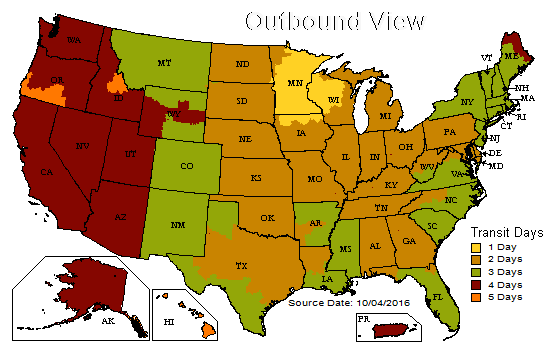 Outbound View
WA
MT
ND
MN
ME
VT
OR
ID
WY
SD
WI
MI
NY
NH
MA
RI
CT
NE
IA
PA
NJ
NV
UT
CO
IL
IN
OH
DE
MD
CA
KS
MO
WV
VA
KY
AZ
NM
OK
AR
TN
NC
SC
TX
LA
MS
AL
GA
FL
AK
HI
PR
Transit Days
1 Day
2 Days
3 Days
4 Days
5 Days
Source Date: 10/04/2016